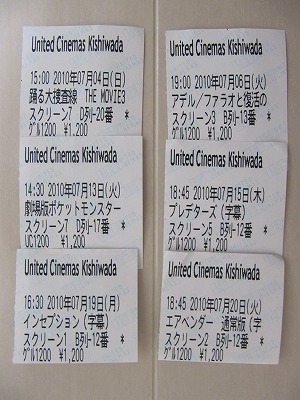 United Cinemas Kishiwada
15:00 2010年07月04日(日)
踊る大捜査線 THE MOVIE3
スクリーン7 D列-20番 *
グル1200 ¥1,200
United Cinemas Kishiwada
19:00 2010年07月06日(火)
アデル/ファラオと復活の
スクリーン3 B列-13番 *
グル1200 ¥1,200
United Cinemas Kishiwada
14:30 2010年07月13日(火)
劇場版ポケットモンスター
スクリーン7 D列-17番 *
UC1200 ¥1,200
United Cinemas Kishiwada
18:45 2010年07月15日(木)
プレデターズ(字幕)
スクリーン5 B列-12番 *
グル1200 ¥1,200
United Cinemas Kishiwada
16:30 2010年07月19日(月)
インセプション(字幕)
スクリーン1 B列-12番 *
グル1200 ¥1,200
United Cinemas Kishiwada
18:45 2010年07月20日(火)
エアベンダー 通常版(字
スクリーン2 B列-12番 *
グル1200 ¥1,200